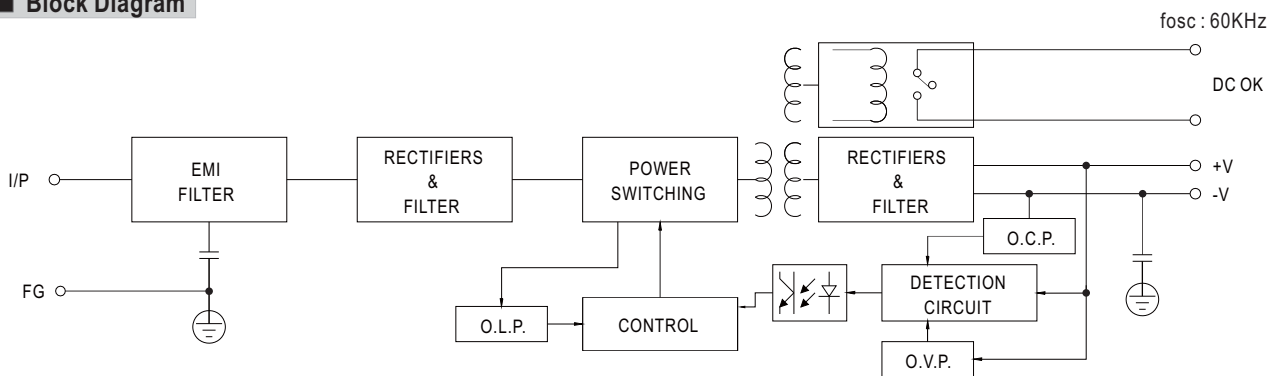 ■ Block Diagram
fosc : 60KHz
DC OK
I/P
EMI
FILTER
RECTIFIERS
&
FILTER
POWER
SWITCHING
RECTIFIERS
&
FILTER
+V
-V
O.C.P.
FG
DETECTION
CIRCUIT
O.L.P.
CONTROL
O.V.P.